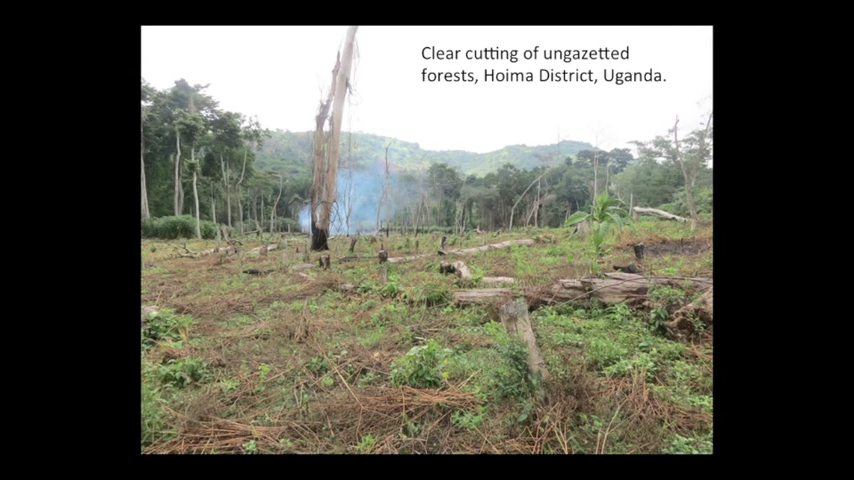 Clear cutting of ungazetted
forests, Hoima District, Uganda.